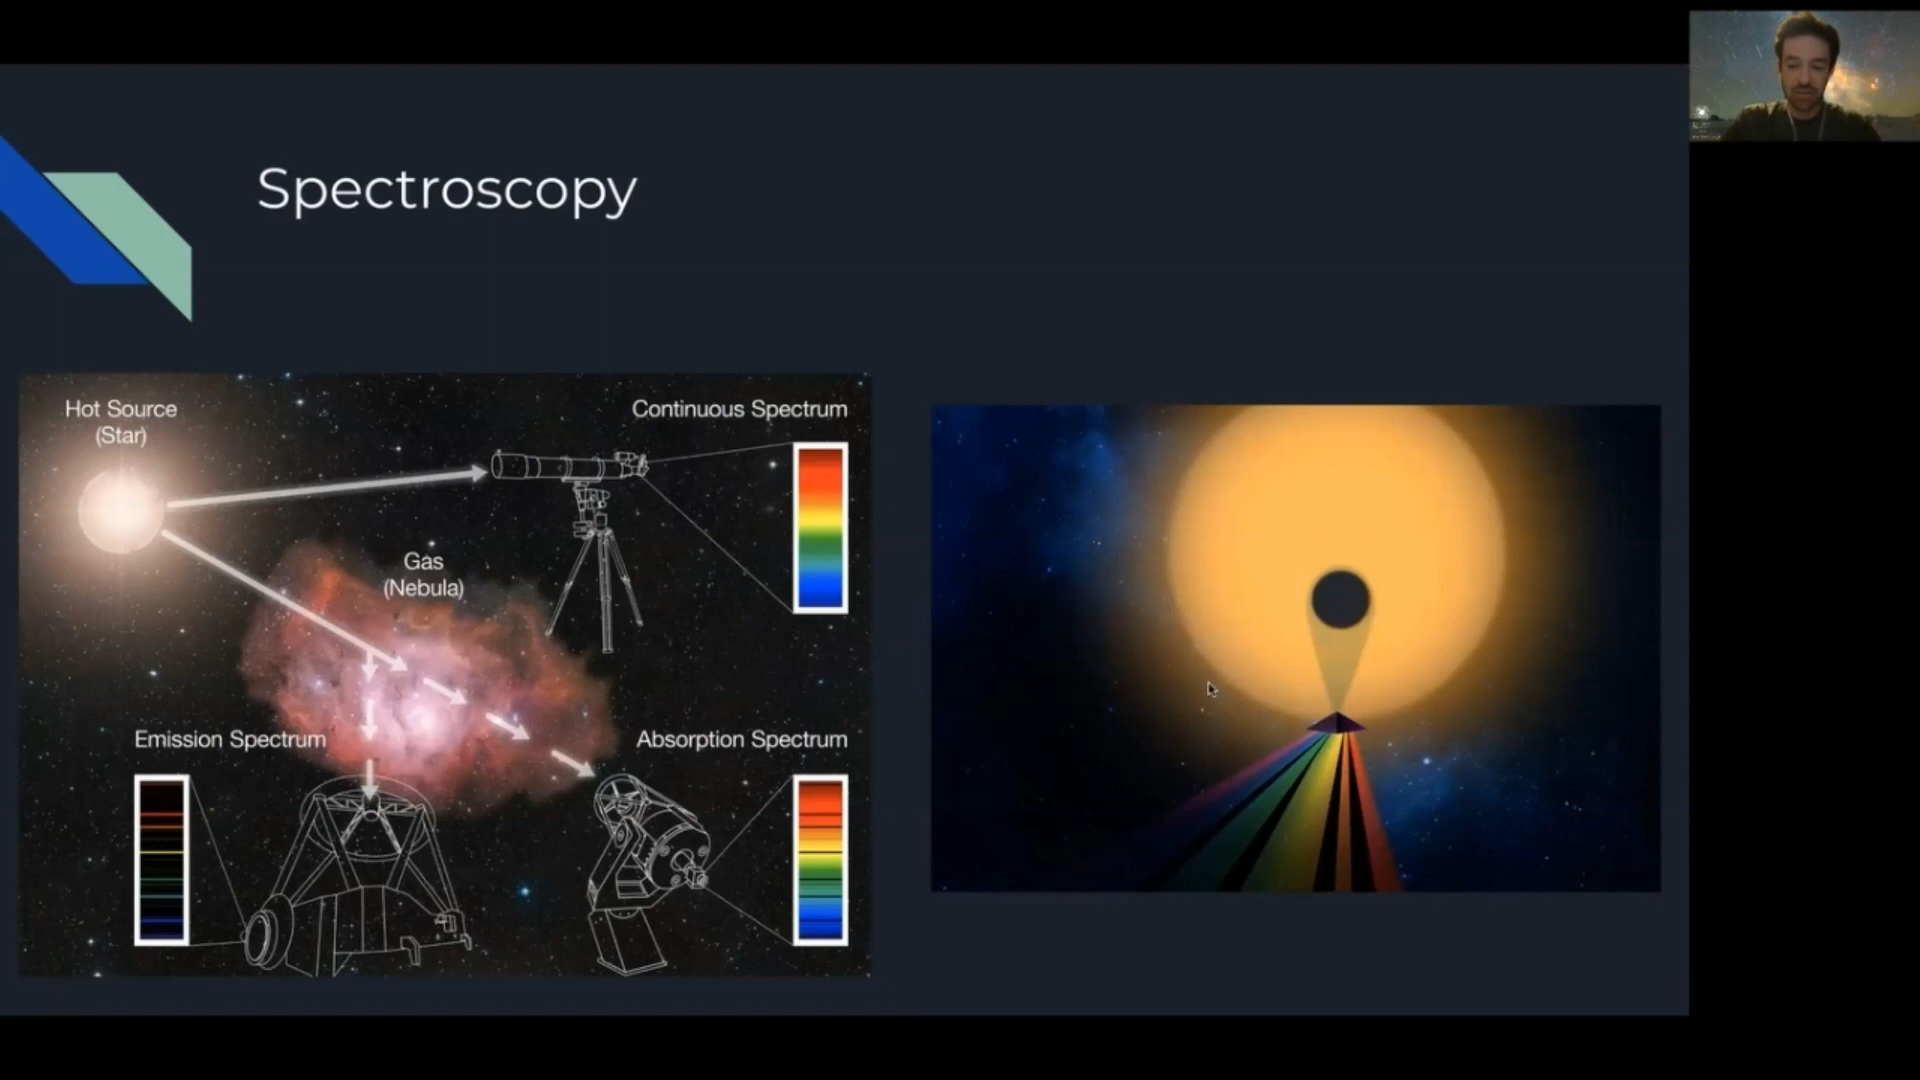 Spectroscopy
Hot Source
(Star)
Continuous Spectrum
Gas
(Nebula)
Emission Spectrum
Absorption Spectrum